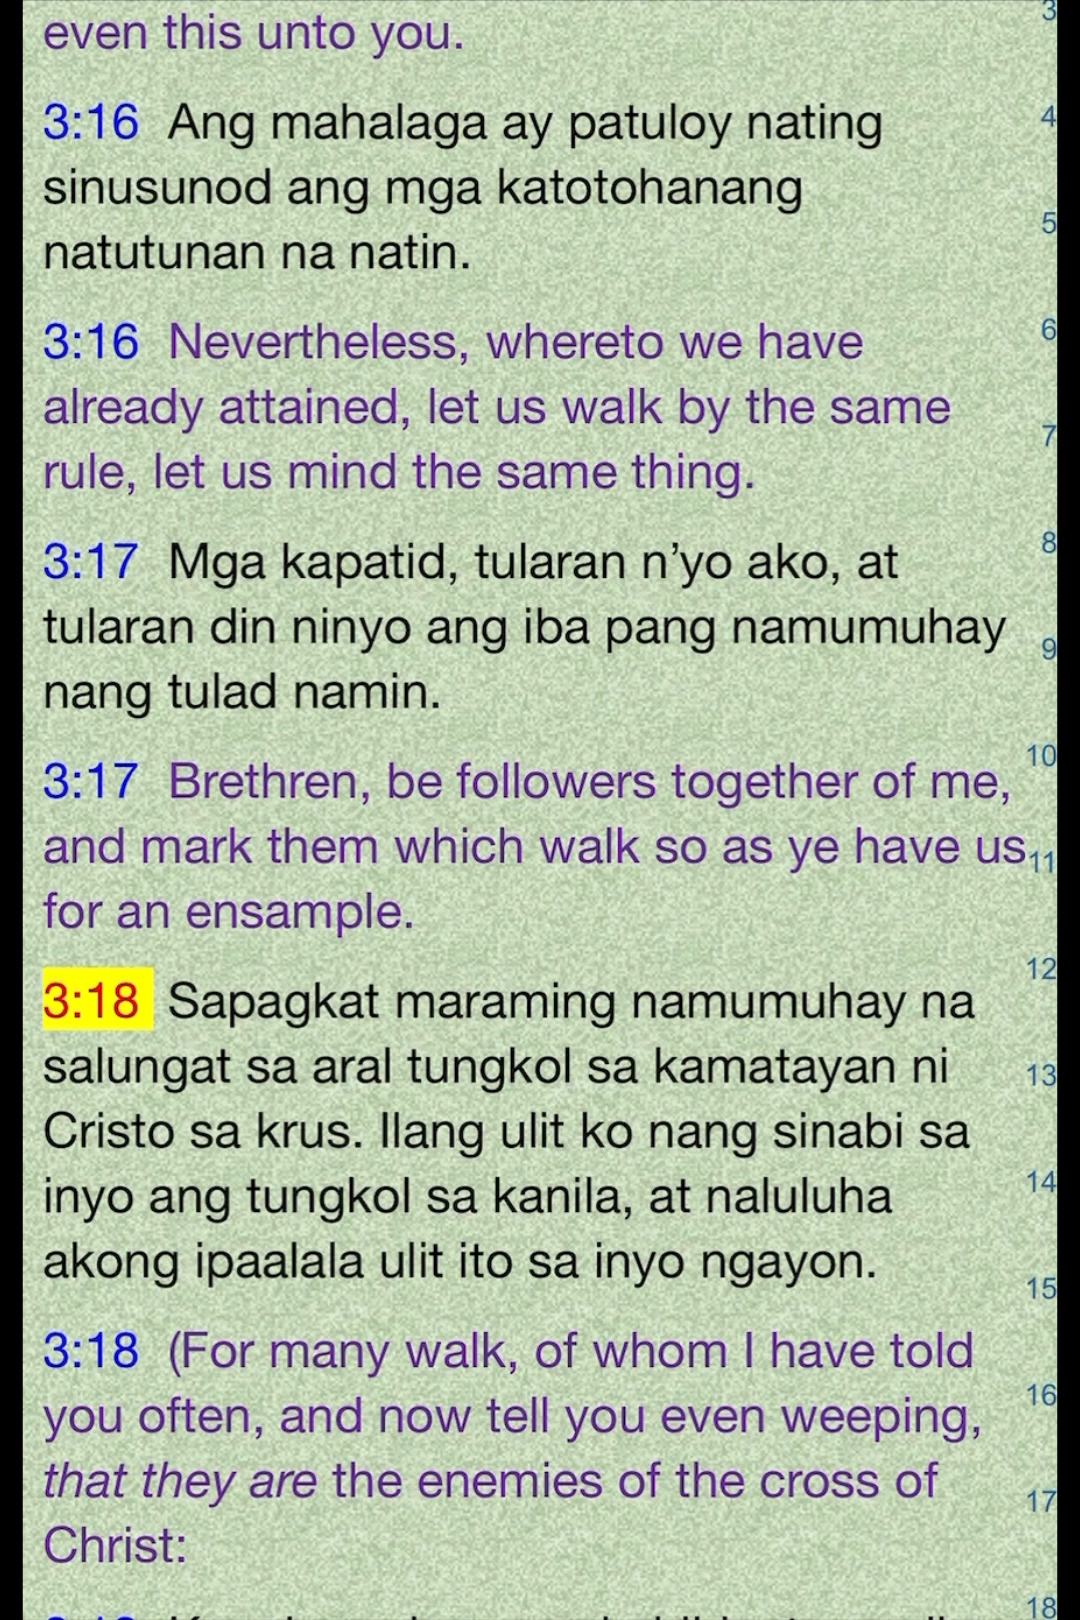 even this unto you.
3:16 Ang mahalaga ay patuloy nating
sinusunod ang mga katotohanang
natutunan na natin.
3:16 Nevertheless, whereto we have
already attained, let us walk by the same
rule, let us mind the same thing.
3:17 Mga kapatid, tularan n’yo ako, at
tularan din ninyo ang iba pang namumuhay
nang tulad namin.
3:17 Brethren, be followers together of me,
and mark them which walk so as ye have us
for an ensample.
3:18 Sapagkat maraming namumuhay na
salungat sa aral tungkol sa kamatayan ni
Cristo sa krus. Ilang ulit ko nang sinabi sa
inyo ang tungkol sa kanila, at naluluha
akong ipaalala ulit ito sa inyo ngayon.
3:18 (For many walk, of whom I have told
you often, and now tell you even weeping,
that they are the enemies of the cross of
Christ:
3
4
5
6
7
8
9
10
11
12
13
14
15
16
17
18